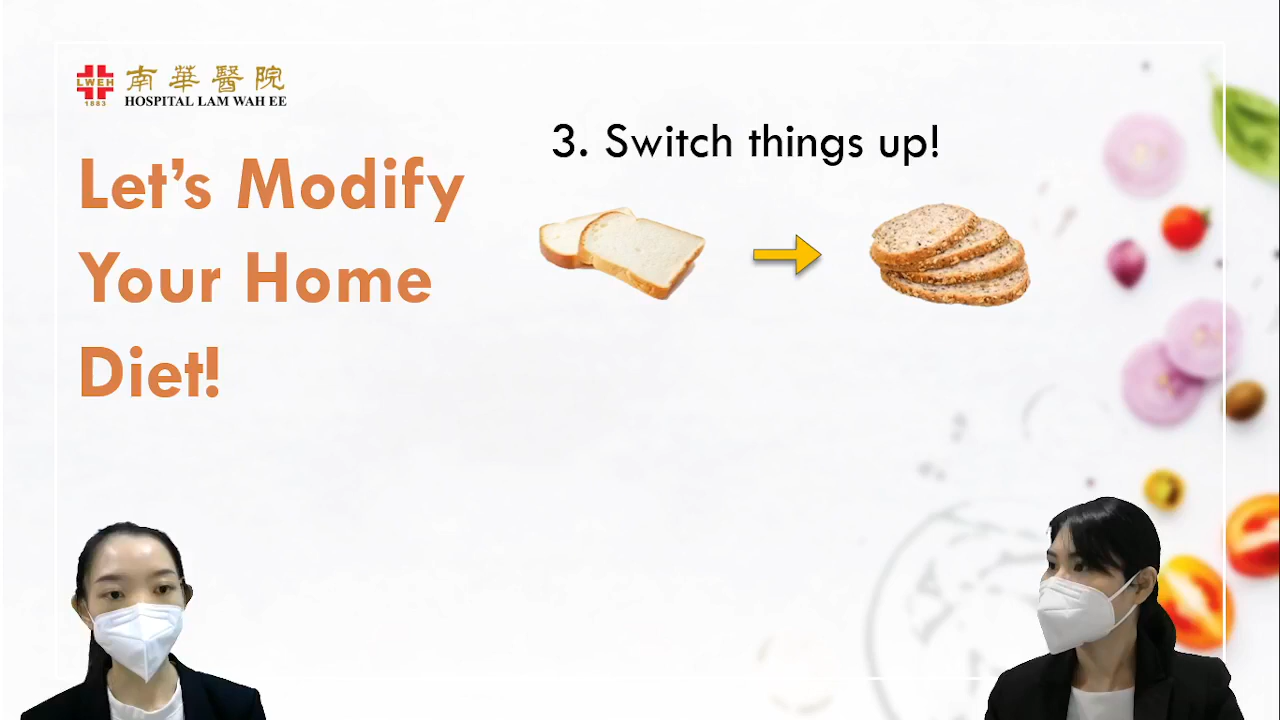 LWEH
1883
南華醫院
HOSPITAL LAM WAH EE
Let's Modify
Your Home
Diet!
3. Switch things up!